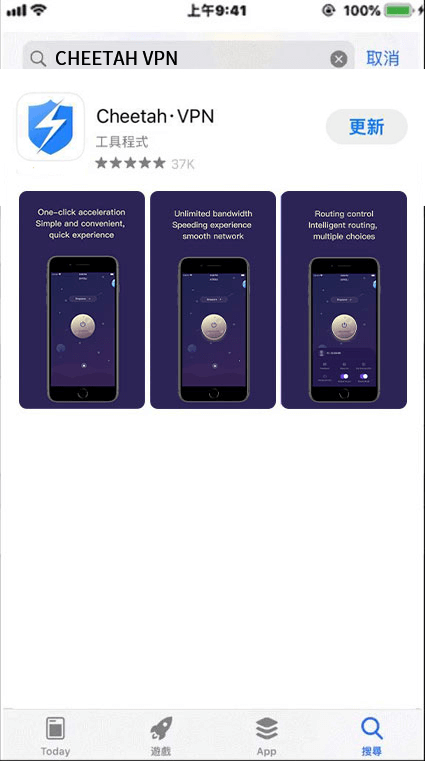 上午9:41
100%
CHEETAH VPN
取消
Cheetah·VPN
工具程式
更新
37K
One-click acceleration
Simple and convenient,
quick experience
Unlimited bandwidth
Speeding experience
smooth network
Routing control
Intelligent routing,
multiple choices
Today
遊戲
App
搜尋